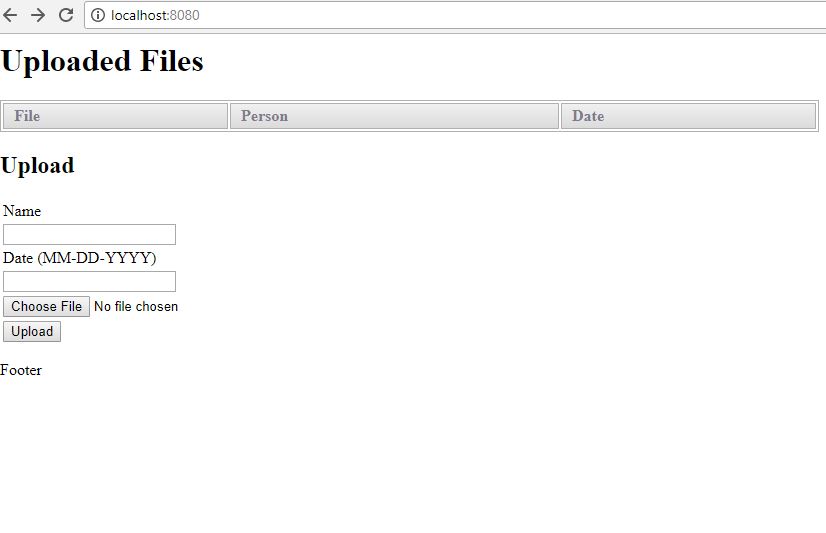 localhost:8080
Uploaded Files
File Person Date
Upload
Name
Date (MM-DD-YYYY)
Choose File No file chosen
Upload
Footer